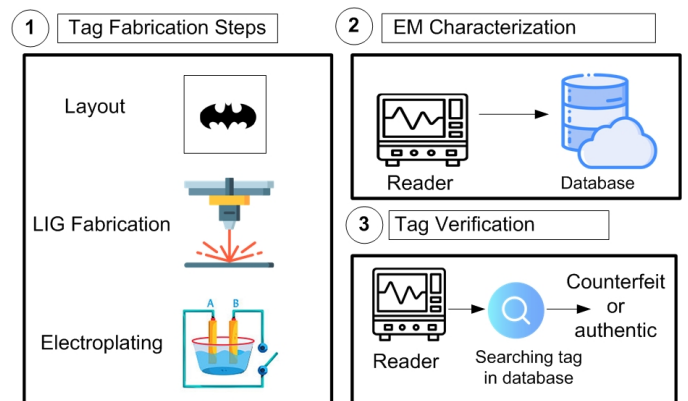 1 Tag Fabrication Steps
Layout
LIG Fabrication
A B
Electroplating
2 EM Characterization
Reader
Database
3 Tag Verification
Reader
Searching tag
in database
Counterfeit
or
authentic